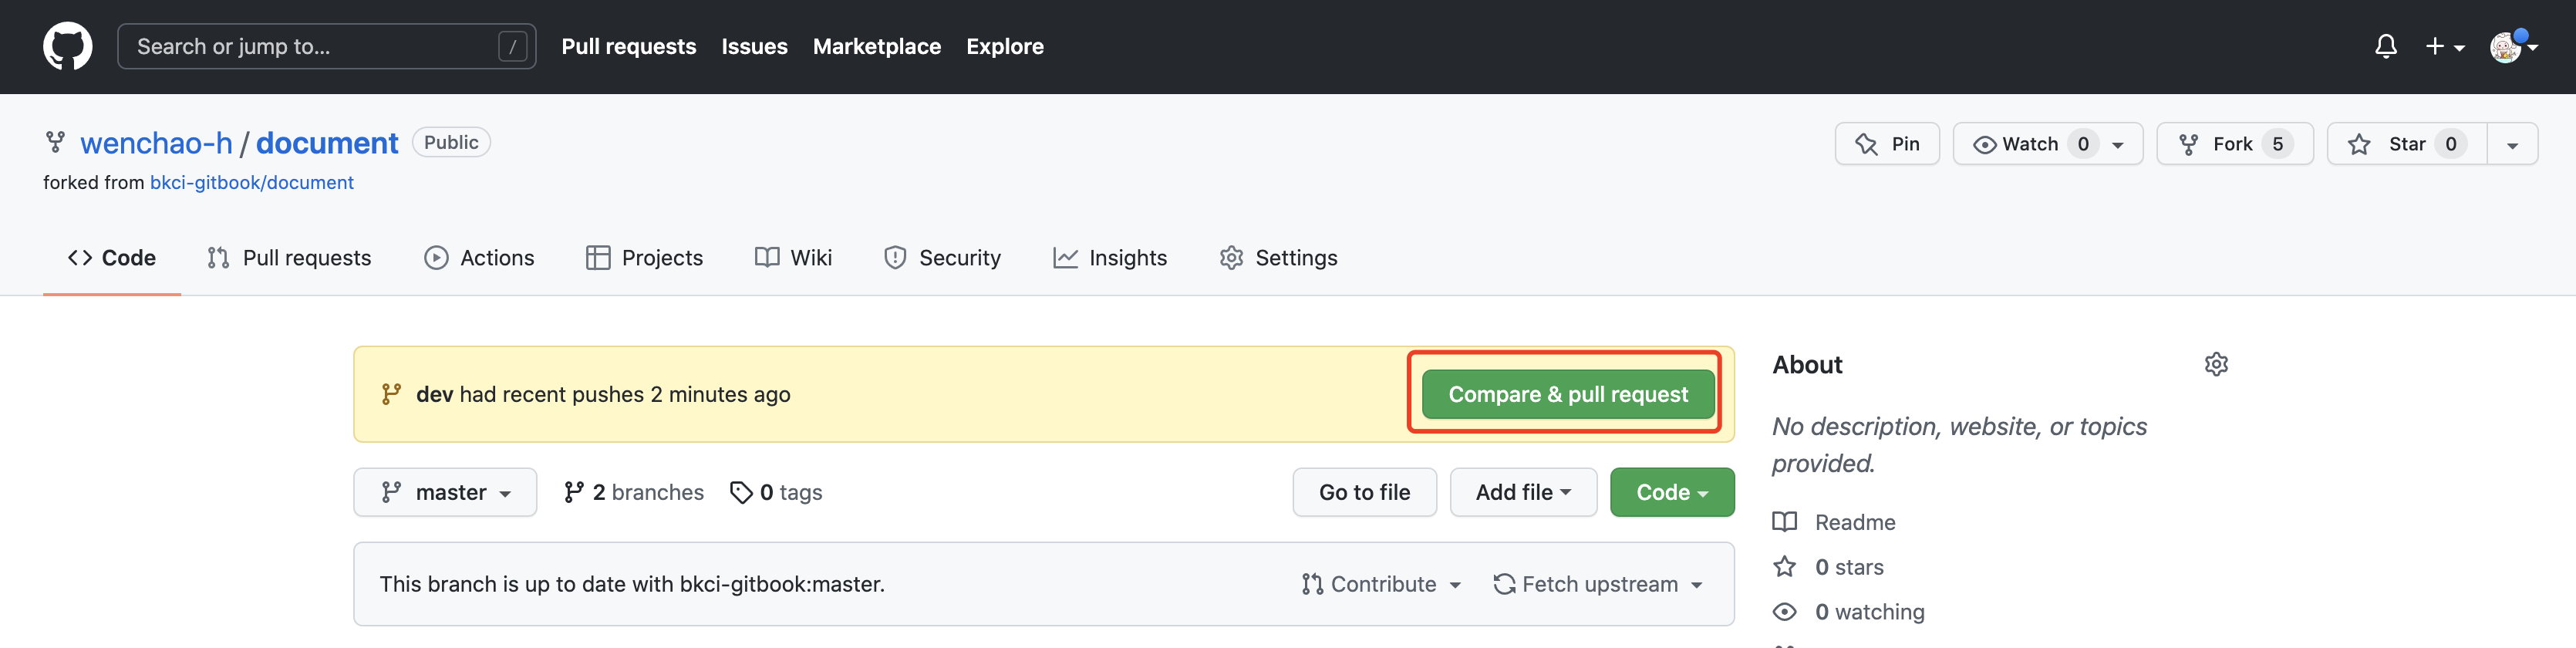 Search or jump to... /
Pull requests Issues Marketplace Explore
wenchao-h / document Public
Pin Watch 0 Fork 5 Star 0
forked from bkci-gitbook/document
Code Pull requests Actions Projects Wiki Security Insights Settings
dev had recent pushes 2 minutes ago
Compare & pull request
master 2 branches 0 tags
Go to file Add file Code
This branch is up to date with bkci-gitbook:master.
Contribute Fetch upstream
About
No description, website, or topics
provided.
Readme
0 stars
0 watching